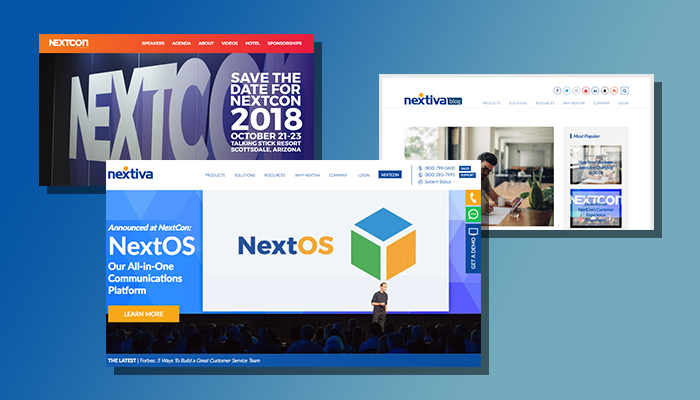 NEXTCON
SPEAKERS AGENDA ABOUT VIDEOS HOTEL SPONSORSHIPS
NEXTCO
SAVE THE
DATE FOR
NEXTCON
2018
OCTOBER 21-23
TALKING STICK RESORT
SCOTTSDALE, ARIZONA
nextiva blog
PRODUCTS SOLUTIONS RESOURCES WHY NEXTIVA COMPANY LOGIN
Most Popular
NEXTCON
NextCon's Customer
Experience
nextiva
PRODUCTS SOLUTIONS RESOURCES WHY NEXTIVA COMPANY LOGIN NEXTCON
(800) 799-0600 SALES
(800) 285-7995 SUPPORT
System Status
Announced at NextCon:
NextOS
Our All-in-One
Communications
Platform
LEARN MORE
NextOS
GET A DEMO
THE LATEST | Forbes: 5 Ways To Build a Great Customer Service Team